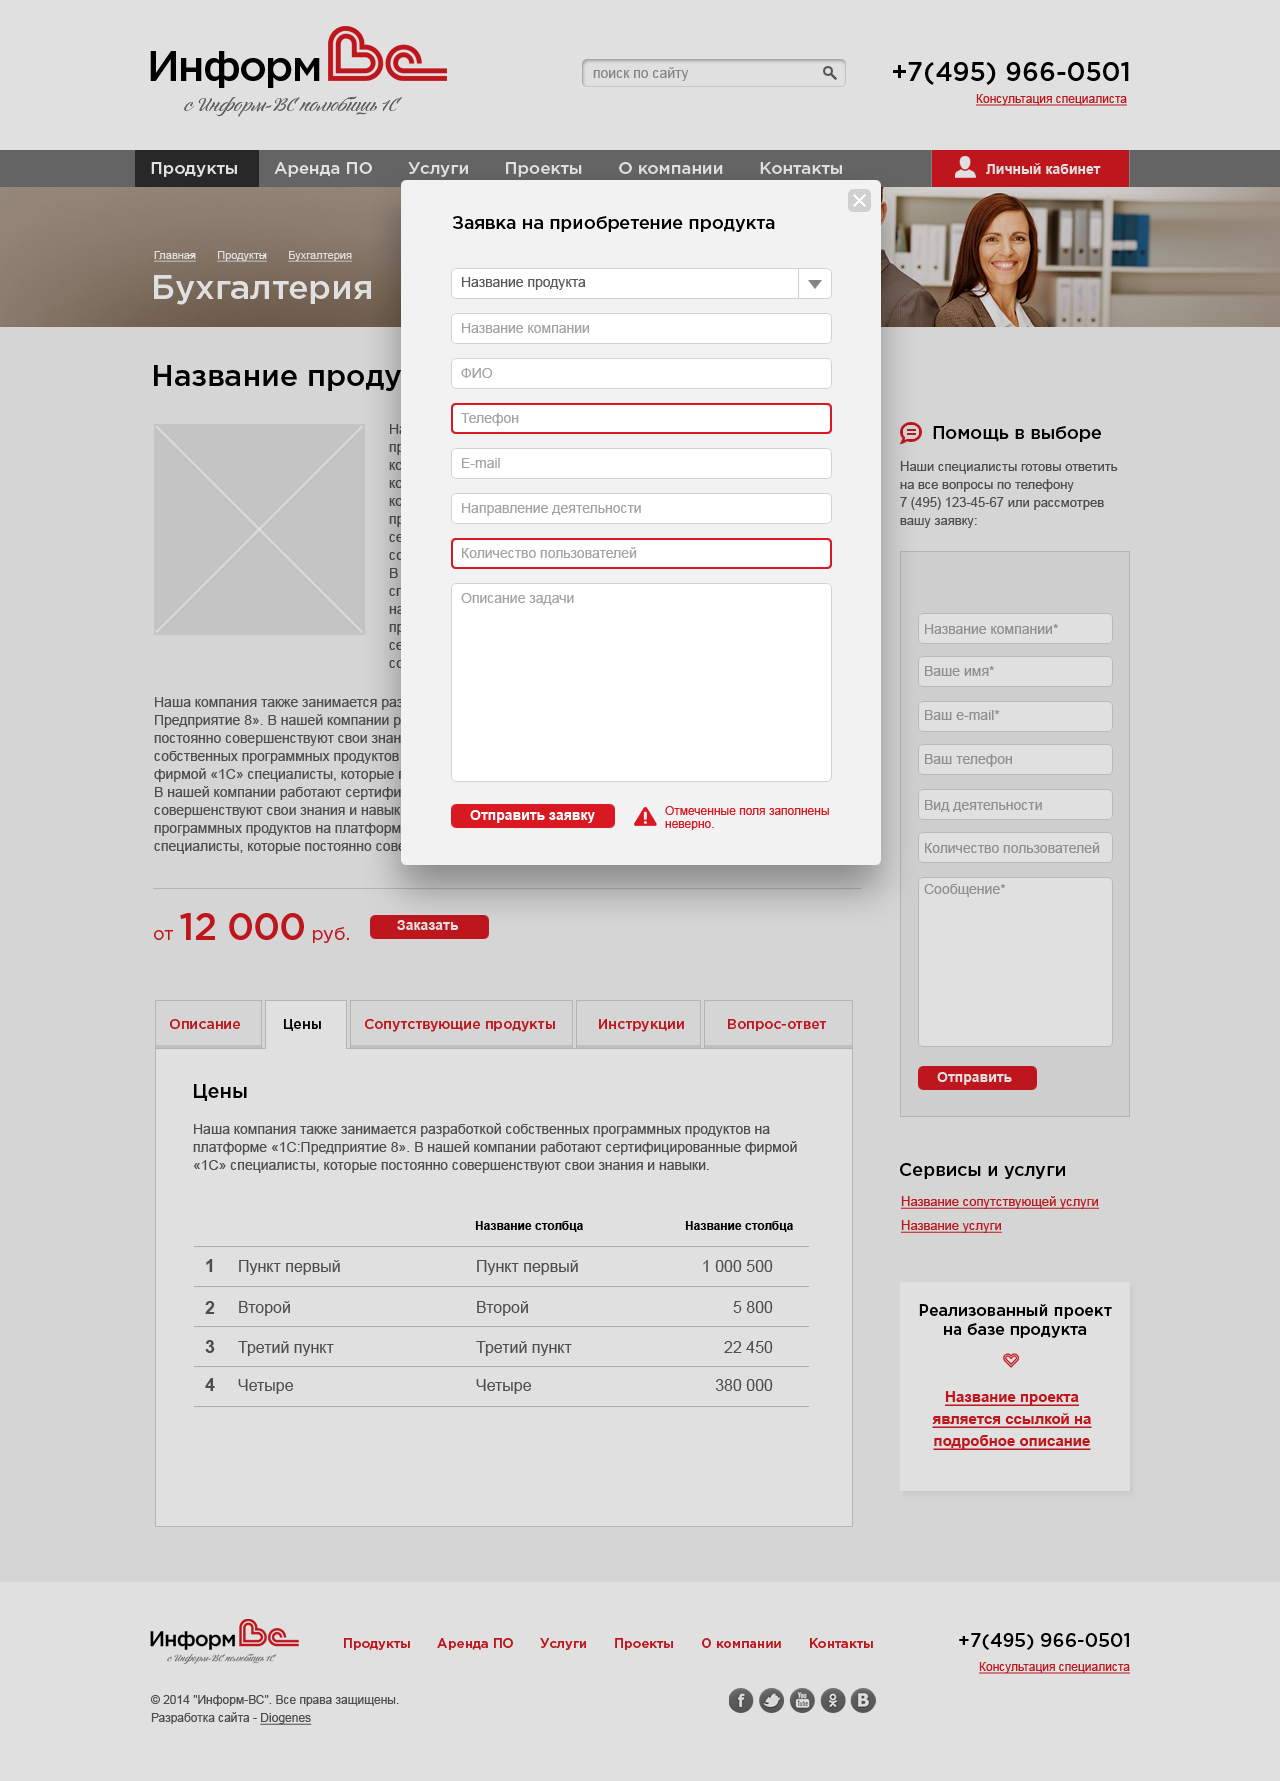 Информ ВС
с Информ-ВС полюбишь 1С
поиск по сайту
+7(495) 966-0501
Консультация специалиста
Продукты
Аренда ПО
Услуги
Проекты
О компании
Контакты
Личный кабинет
Главная
Продукты
Бухгалтерия
Бухгалтерия
Заявка на приобретение продукта
Название продукта
Название компании
ФИО
Телефон
E-mail
Направление деятельности
Количество пользователей
Описание задачи
Отправить заявку
Отмеченные поля заполнены
неверно.
Название проду
В
Наша компания также занимается раз
Предприятие 8». В нашей компании р
постоянно совершенствуют свои знан
собственных программных продуктов
фирмой «1С» специалисты, которые п
В нашей компании работают сертифи
совершенствуют свои знания и навык
программных продуктов на платформ
специалисты, которые постоянно сове
от 12 000 руб.
Заказать
Помощь в выборе
Наши специалисты готовы ответить
на все вопросы по телефону
7 (495) 123-45-67 или рассмотрев
вашу заявку:
Название компании*
Ваше имя*
Ваш e-mail*
Ваш телефон
Вид деятельности
Количество пользователей
Сообщение*
Отправить
Описание
Цены
Сопутствующие продукты
Инструкции
Вопрос-ответ
Цены
Наша компания также занимается разработкой собственных программных продуктов на
платформе «1С:Предприятие 8». В нашей компании работают сертифицированные фирмой
«1С» специалисты, которые постоянно совершенствуют свои знания и навыки.
Название столбца Название столбца
1 Пункт первый Пункт первый 1 000 500
2 Второй Второй 5 800
3 Третий пункт Третий пункт 22 450
4 Четыре Четыре 380 000
Сервисы и услуги
Название сопутствующей услуги
Название услуги
Реализованный проект
на базе продукта
Название проекта
является ссылкой на
подробное описание
Информ ВС
с Информ-ВС полюбишь 1С
Продукты
Аренда ПО
Услуги
Проекты
О компании
Контакты
+7(495) 966-0501
Консультация специалиста
© 2014 "Информ-ВС". Все права защищены.
Разработка сайта - Diogenes
f
You Tube
B